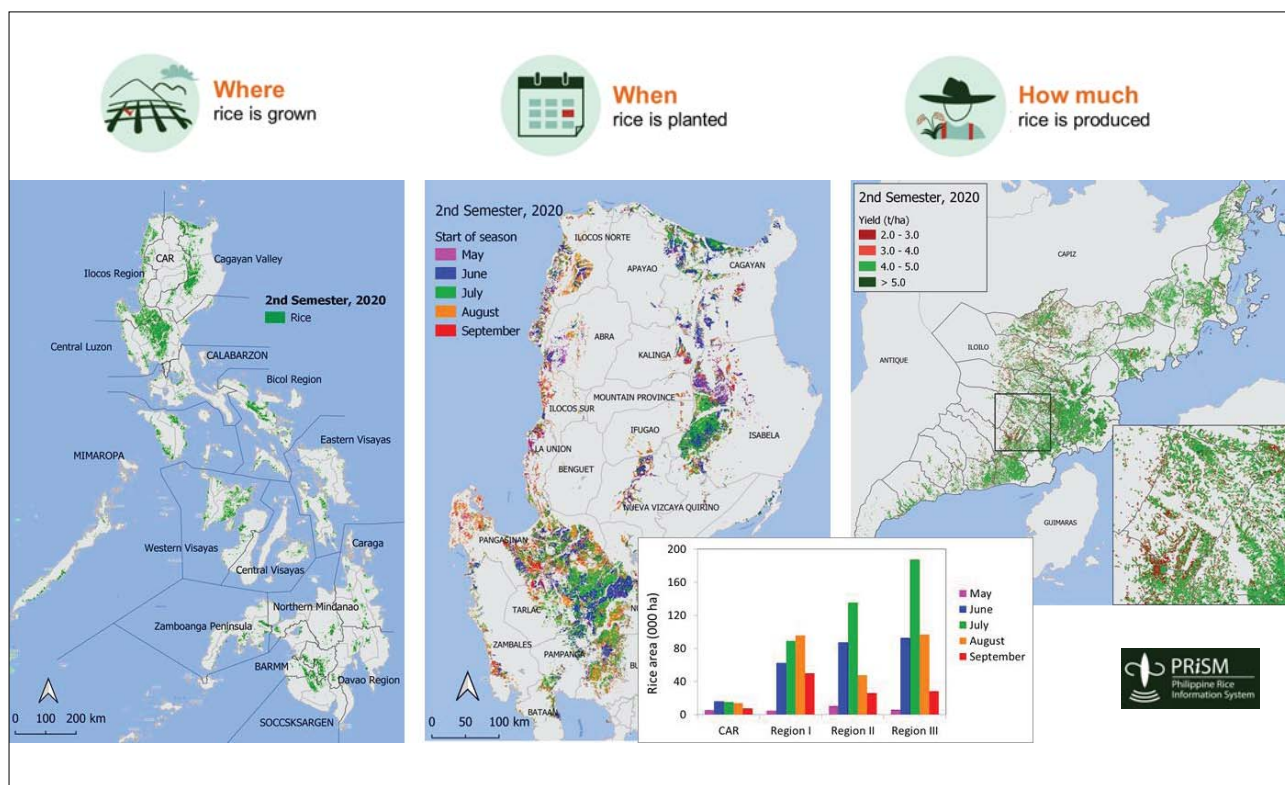 Where
rice is grown
When
rice is planted
How much
rice is produced
CAR
Ilocos Region
Cagayan Valley
2nd Semester, 2020
Rice
Central Luzon
CALABARZON
Bicol Region
MIMAROPA
Eastern Visayas
Western Visayas
Central Visayas
Caraga
Northern Mindanao
Zamboanga Peninsula
BARMM
Davao Region
SOCCSKSARGEN
0 100 200 km
2nd Semester, 2020
Start of season
May
June
July
August
September
ILOCOS NORTE
APAYAO
CAGAYAN
ABRA
KALINGA
MOUNTAIN PROVINCE
ILOCOS SUR
IFUGAO
ISABELA
LA UNION
BENGUET
NUEVA VIZCAYA
QUIRINO
PANGASINAN
TARLAC
ZAMBALES
PAMPANGA
BATAAN
0 50 100 km
2nd Semester, 2020
Yield (t/ha)
2.0 - 3.0
3.0 - 4.0
4.0 - 5.0
> 5.0
CAPIZ
ILOILO
ANTIQUE
GUIMARAS
Rice area (000 ha)
200
160
120
80
40
0
CAR
Region I
Region II
Region III
May
June
July
August
September
PRiSM
Philippine Rice
Information System